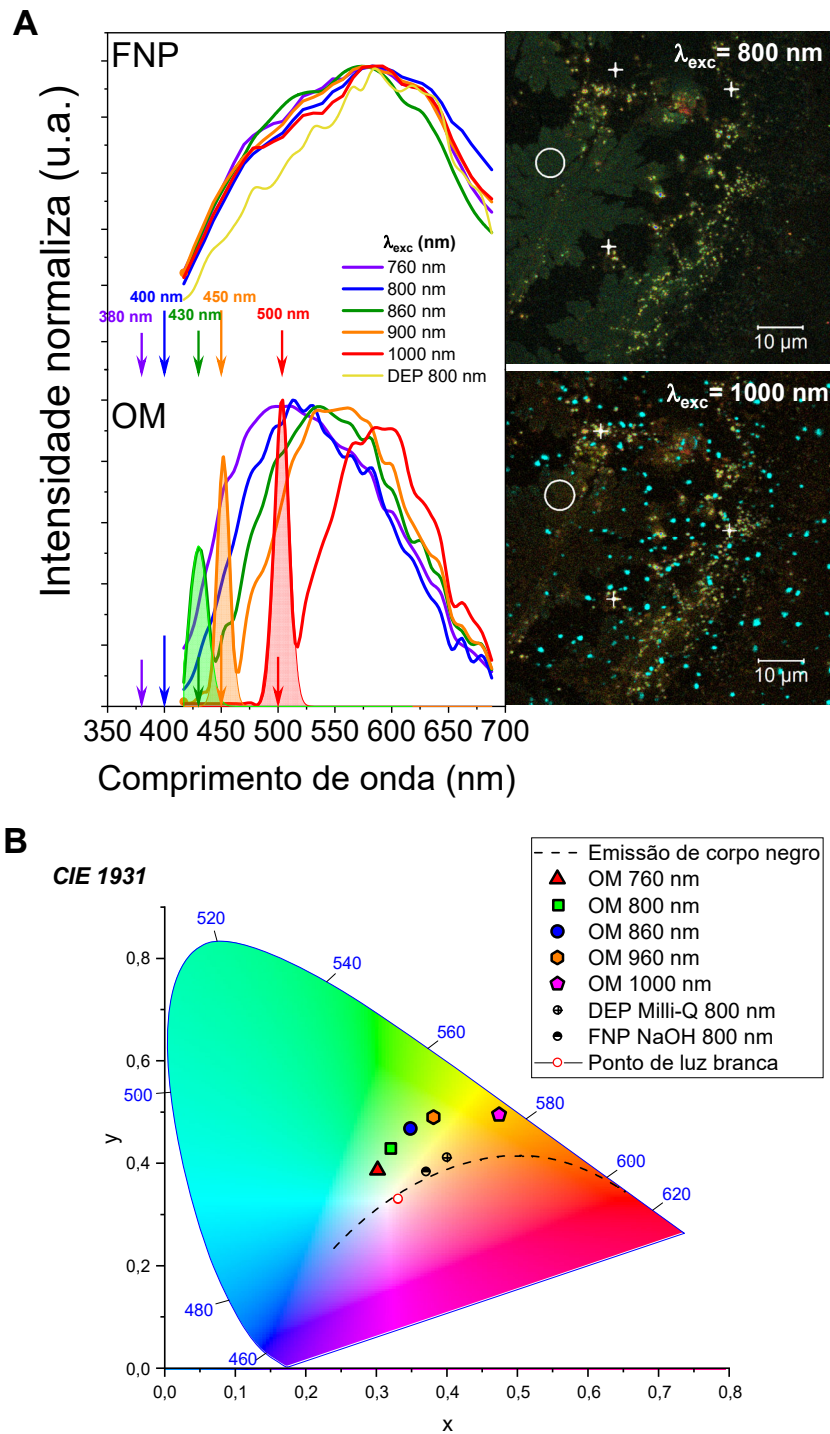 A
FNP
λexc (nm)
760 nm
800 nm
860 nm
900 nm
1000 nm
DEP 800 nm
400 nm
450 nm
380 nm
430 nm
500 nm
OM
Intensidade normaliza (u.a.)
350 400 450 500 550 600 650 700
Comprimento de onda (nm)
λexc= 800 nm
10 µm
λexc= 1000 nm
10 µm
B
CIE 1931
Emissão de corpo negro
OM 760 nm
OM 800 nm
OM 860 nm
OM 960 nm
OM 1000 nm
DEP Milli-Q 800 nm
FNP NaOH 800 nm
Ponto de luz branca
520
540
560
500
580
600
620
480
460
0,8
0,6
0,4
0,2
0,0
y
0,0 0,1 0,2 0,3 0,4 0,5 0,6 0,7 0,8
x